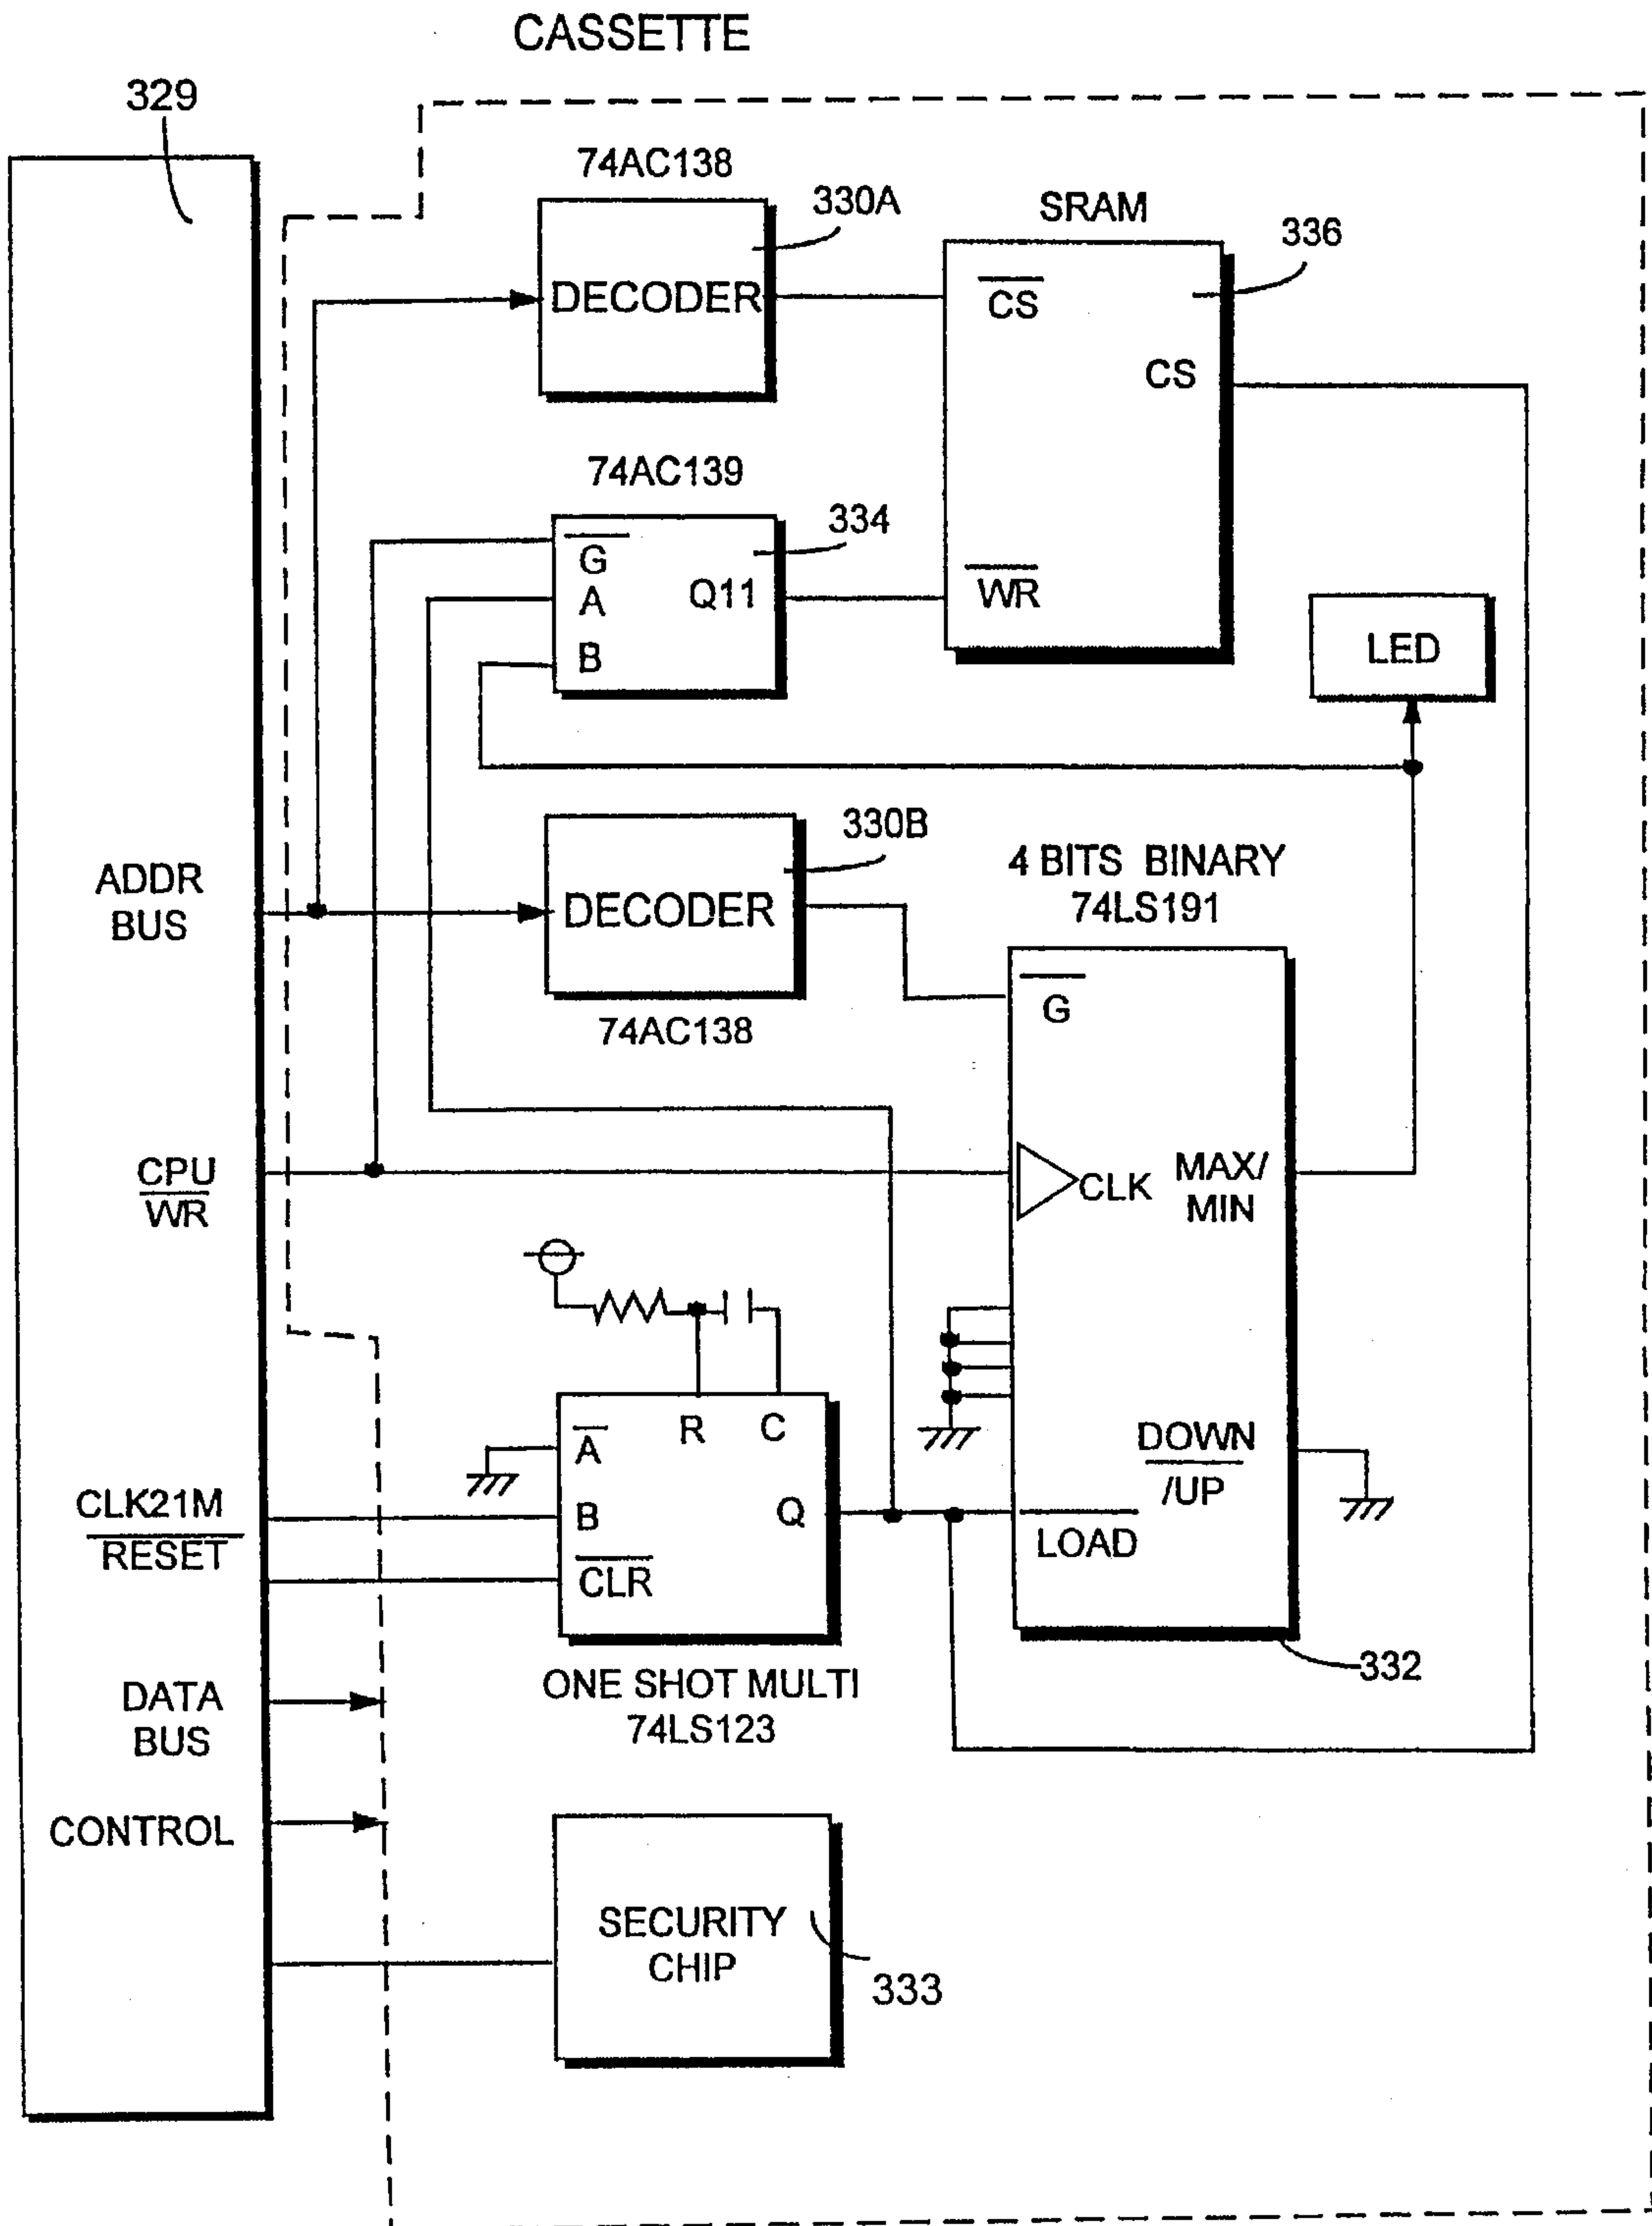 CASSETTE
329
74AC138
330A
DECODER
SRAM
336
CS
CS
74AC139
334
G
A
B
Q11
WR
LED
ADDR
BUS
330B
DECODER
74AC138
4 BITS BINARY
74LS191
G
CPU
WR
CLK
MAX/
MIN
R
C
A
B
CLR
Q
DOWN
/UP
LOAD
CLK21M
RESET
332
ONE SHOT MULTI
74LS123
DATA
BUS
CONTROL
SECURITY
CHIP
333